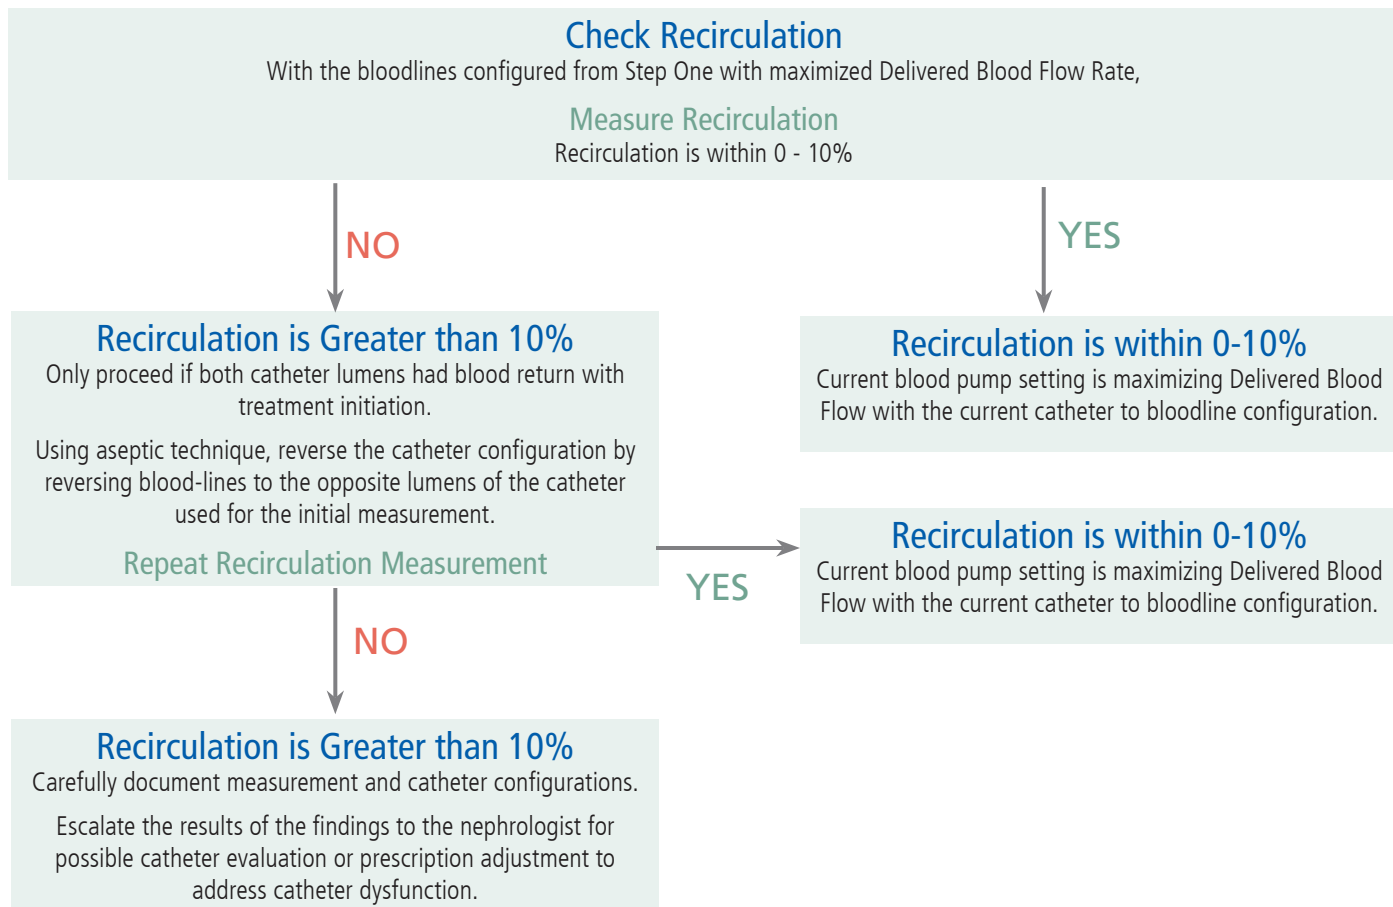 Check Recirculation
With the bloodlines configured from Step One with maximized Delivered Blood Flow Rate,
Measure Recirculation
Recirculation is within 0 - 10%
NO
YES
Recirculation is Greater than 10%
Only proceed if both catheter lumens had blood return with
treatment initiation.
Using aseptic technique, reverse the catheter configuration by
reversing blood-lines to the opposite lumens of the catheter
used for the initial measurement.
Repeat Recirculation Measurement
Recirculation is within 0-10%
Current blood pump setting is maximizing Delivered Blood
Flow with the current catheter to bloodline configuration.
YES
Recirculation is within 0-10%
Current blood pump setting is maximizing Delivered Blood
Flow with the current catheter to bloodline configuration.
NO
Recirculation is Greater than 10%
Carefully document measurement and catheter configurations.
Escalate the results of the findings to the nephrologist for
possible catheter evaluation or prescription adjustment to
address catheter dysfunction.